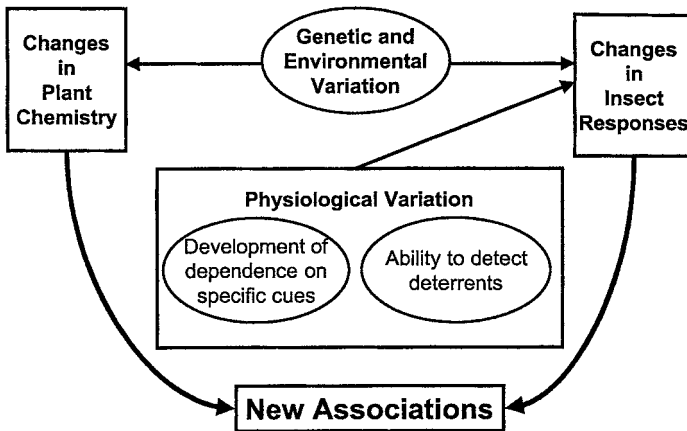 Changes
in
Plant
Chemistry
Genetic and
Environmental
Variation
Changes
in
Insect
Responses
Physiological Variation
Development of
dependence on
specific cues
Ability to detect
deterrents
New Associations